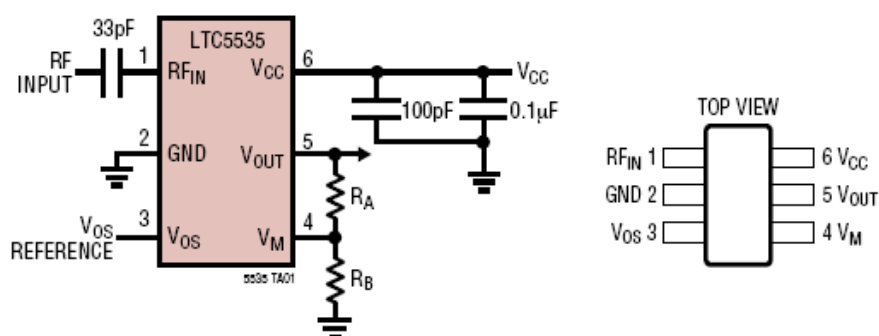 33pF
LTC5535
RF
INPUT
1
RFIN
VCC
6
VCC
100pF
0.1µF
2
GND
VOUT
5
RA
VOS
REFERENCE
3
VOS
VM
4
5535 TA01
RB
TOP VIEW
RFIN 1
6 VCC
GND 2
5 VOUT
VOS 3
4 VM